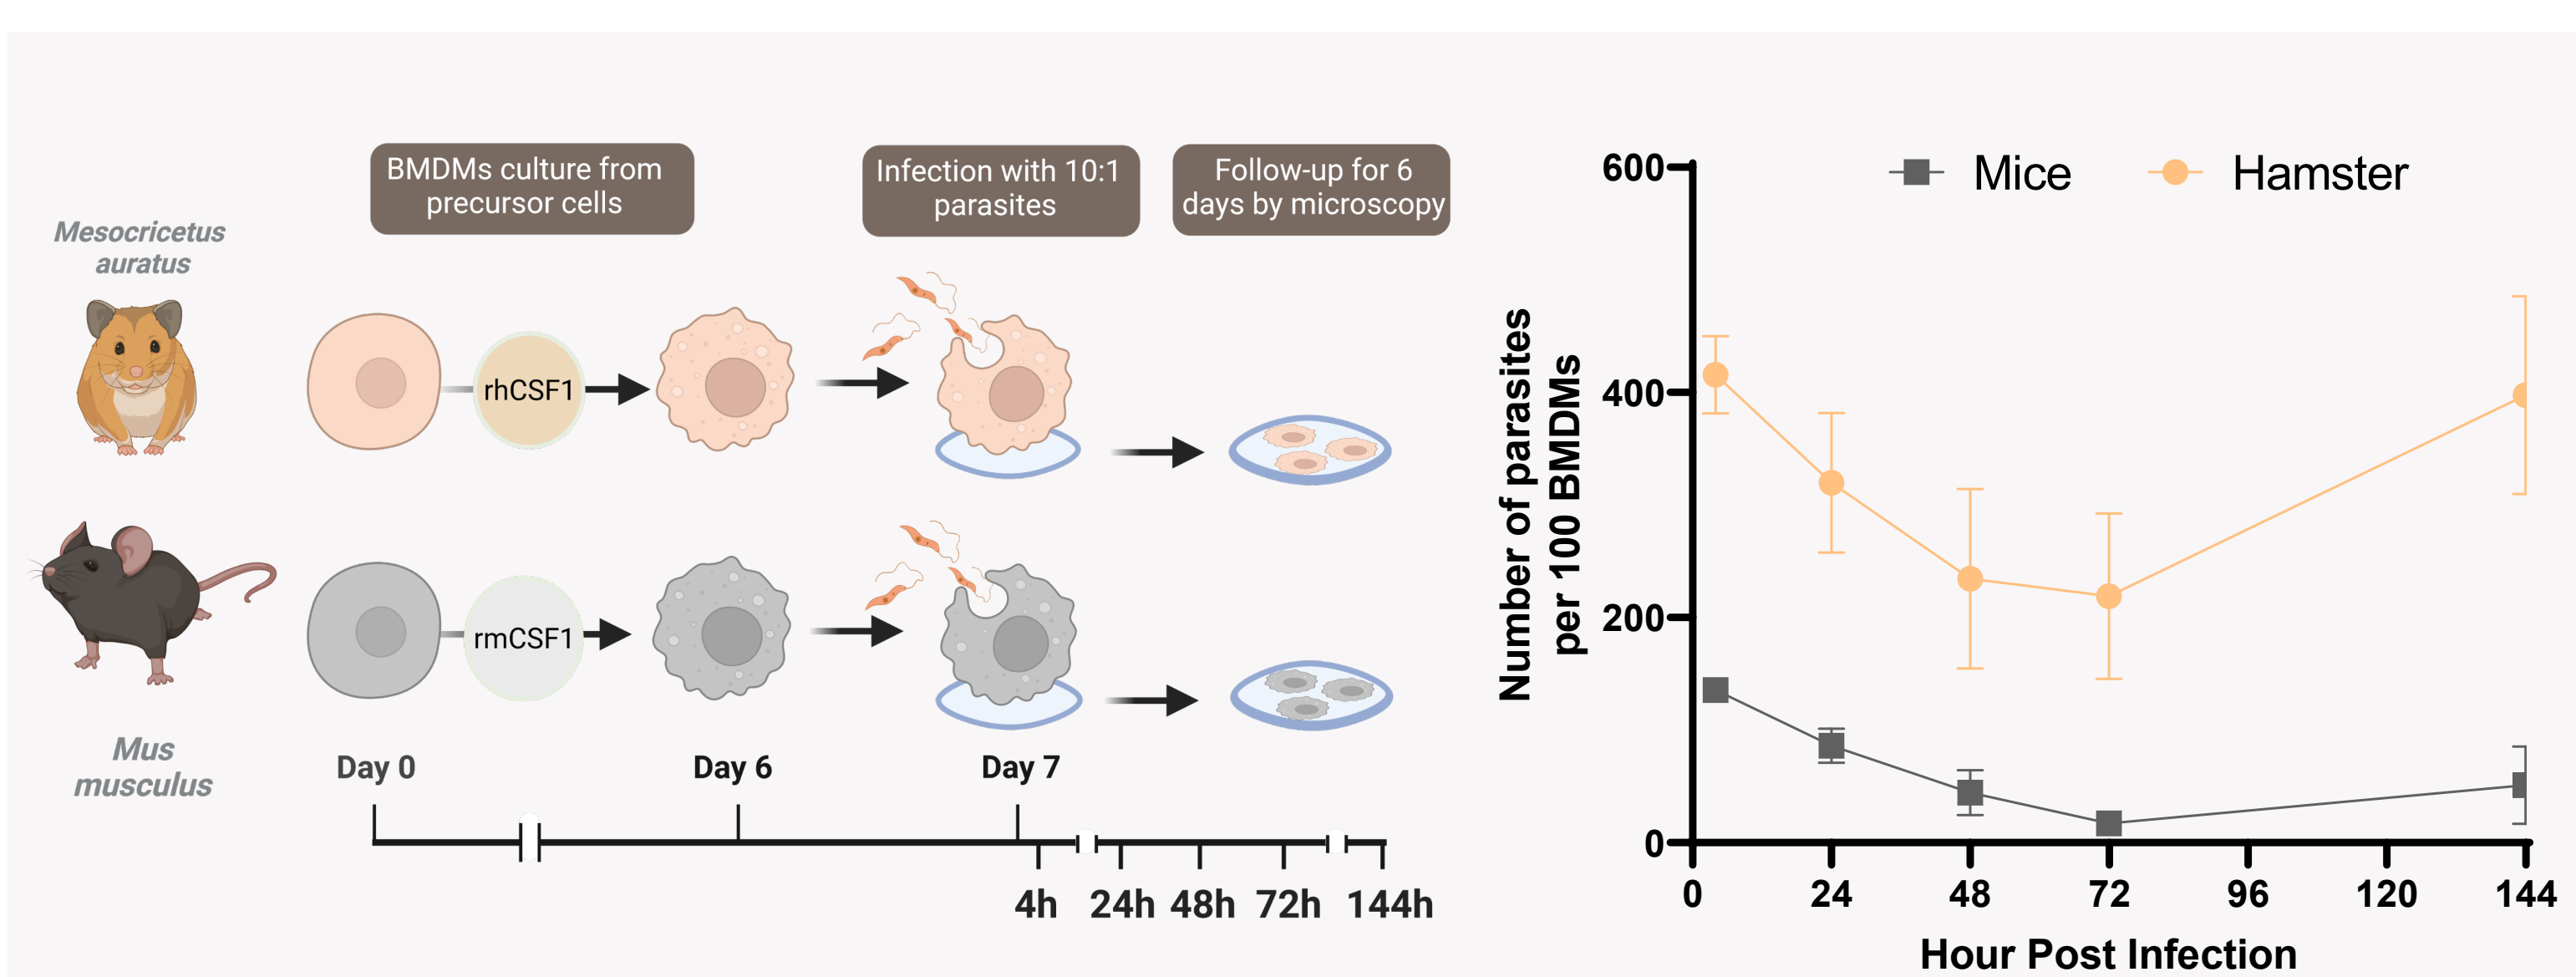 BMDMs culture from
precursor cells
Infection with 10:1
parasites
Follow-up for 6
days by microscopy
Mesocricetus
auratus
rhCSF1
rmCSF1
Mus
musculus
Day 0
Day 6
Day 7
4h
24h
48h
72h
144h
Number of parasites
per 100 BMDMs
600
400
200
0
Mice
Hamster
0
24
48
72
96
120
144
Hour Post Infection